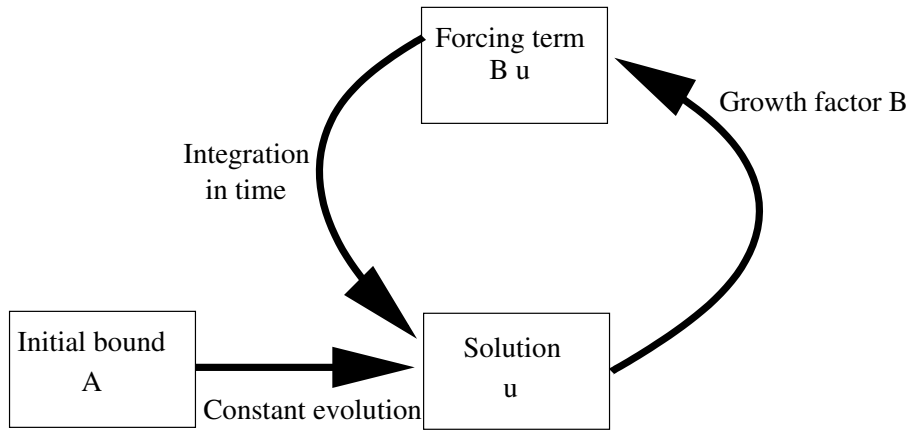 Forcing term
B u
Growth factor B
Integration
in time
Initial bound
A
Solution
u
Constant evolution